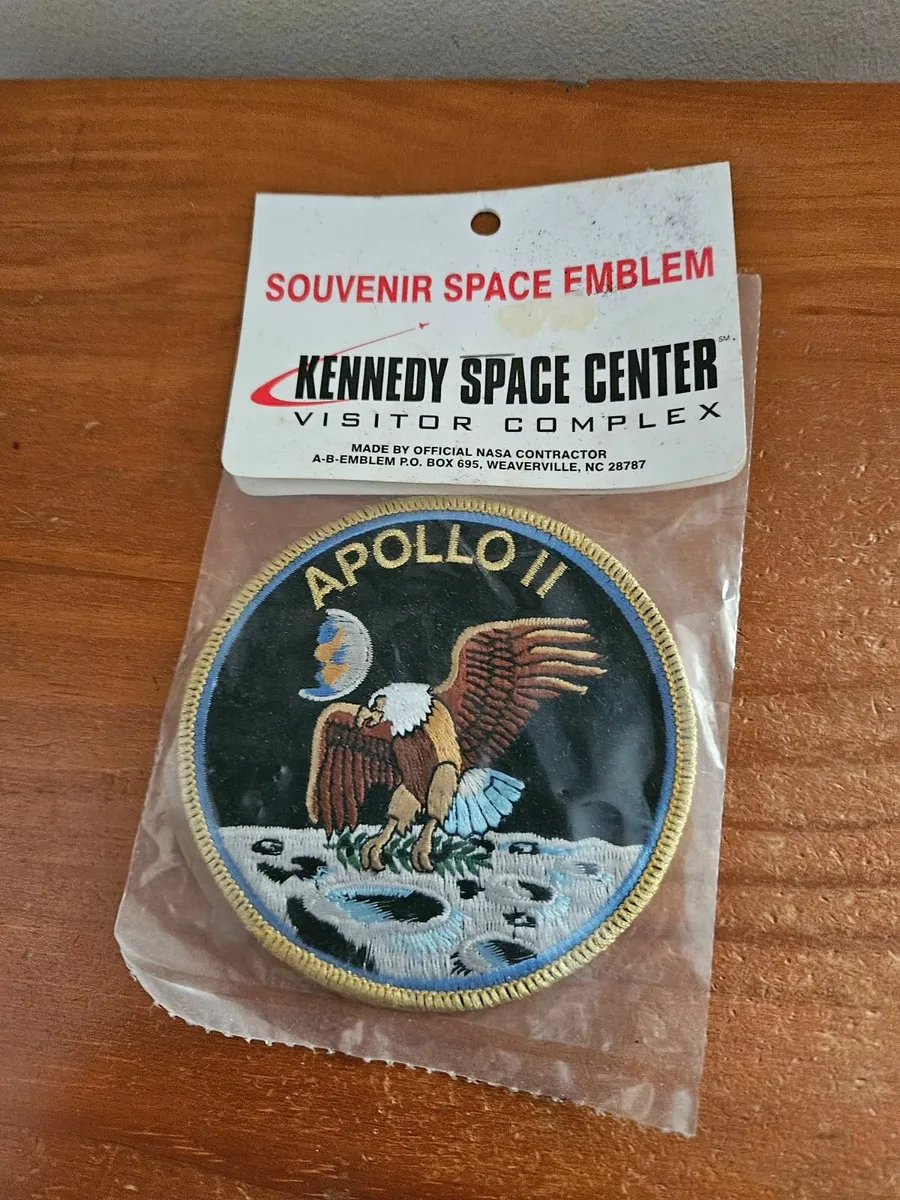 SOUVENIR SPACE EMBLEM
KENNEDY SPACE CENTER SM
VISITOR COMPLEX
MADE BY OFFICIAL NASA CONTRACTOR
A-B-EMBLEM P.O. BOX 695, WEAVERVILLE, NC 28787
APOLLO 11